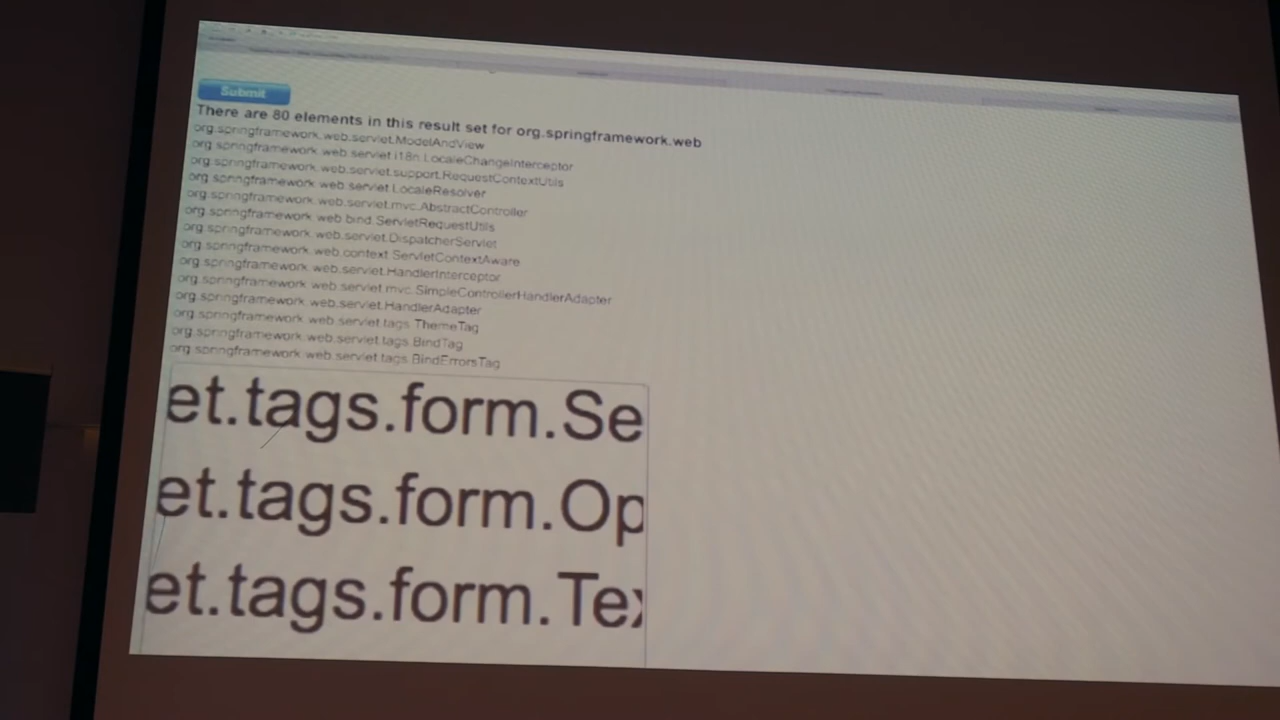 Submit
There are 80 elements in this result set for org.springframework.web
org.springframework.web.servlet.ModelAndView
org.springframework.web.servlet.i18n.LocaleChangeInterceptor
org.springframework.web.servlet.support.RequestContextUtils
org.springframework.web.servlet.LocaleResolver
org.springframework.web.servlet.mvc.AbstractController
org.springframework.web.bind.ServletRequestUtils
org.springframework.web.servlet.DispatcherServlet
org.springframework.web.context.ServletContextAware
org.springframework.web.servlet.HandlerInterceptor
org.springframework.web.servlet.mvc.SimpleControllerHandlerAdapter
org.springframework.web.servlet.HandlerAdapter
org.springframework.web.servlet.tags.ThemeTag
org.springframework.web.servlet.tags.BindTag
org.springframework.web.servlet.tags.BindErrorsTag
et.tags.form.Se
et.tags.form.Op
et.tags.form.Tex